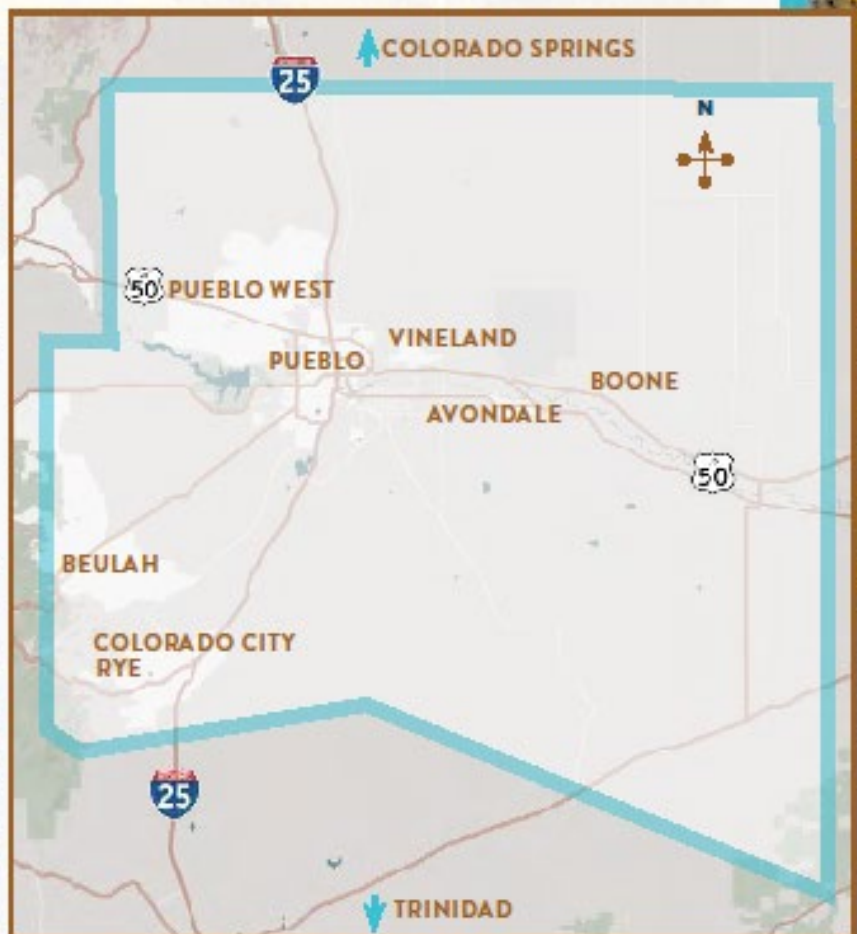 COLORADO SPRINGS
25
N
50
PUEBLO WEST
VINELAND
PUEBLO
BOONE
AVONDALE
50
BEULAH
COLORADO CITY
RYE
25
TRINIDAD